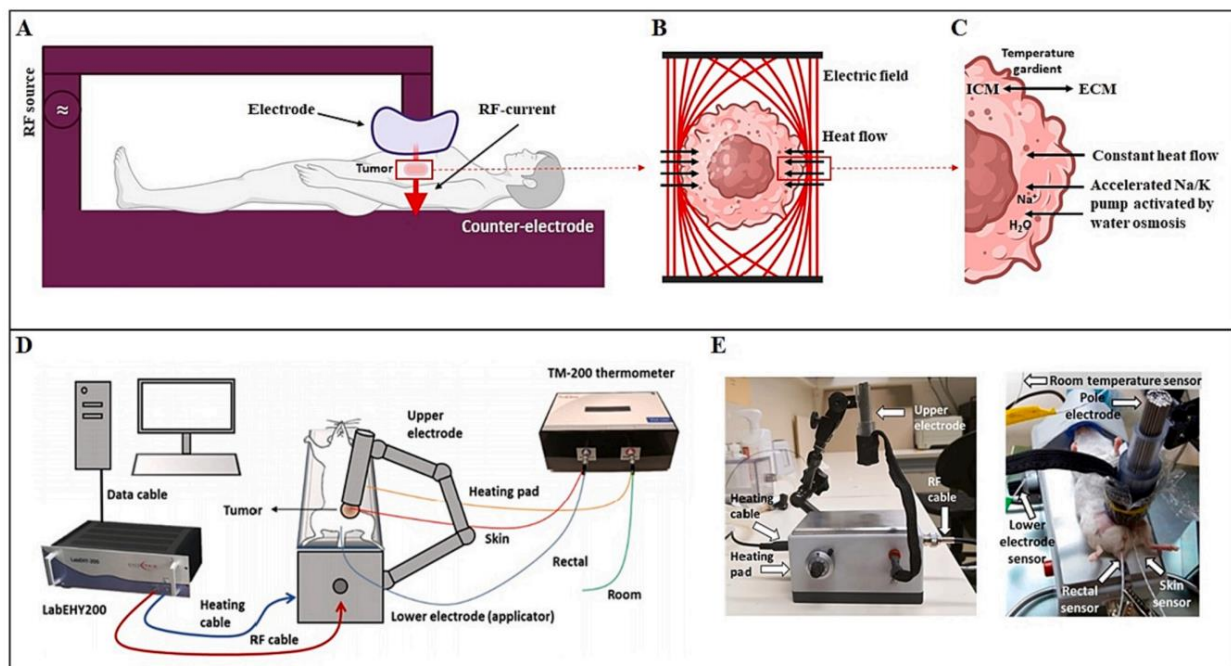 A
RF source
≈
Electrode
RF-current
Tumor
Counter-electrode
B
Electric field
Heat flow
C
Temperature
gardient
ICM
ECM
Constant heat flow
Accelerated Na/K
pump activated by
water osmosis
Na+
H2O
D
Data cable
LabEHY200
Heating
cable
RF cable
Tumor
Upper
electrode
Heating pad
Skin
Rectal
Room
Lower electrode (applicator)
TM-200 thermometer
E
Upper
electrode
Heating
cable
Heating
pad
RF
cable
Room temperature sensor
Pole
electrode
Lower
electrode
sensor
Rectal
sensor
Skin
sensor